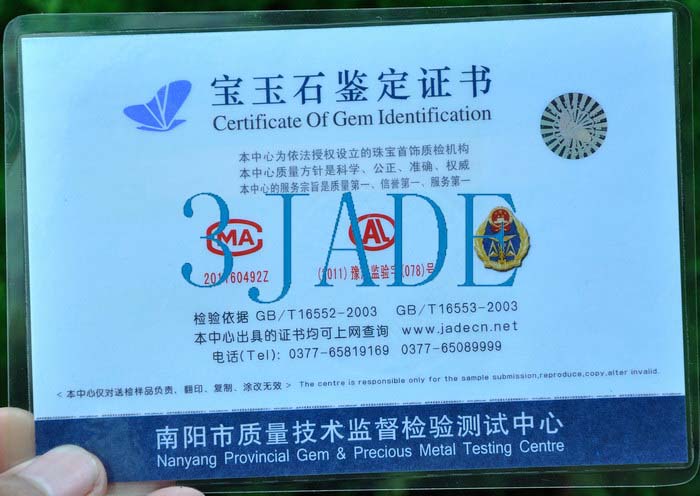 宝玉石鉴定证书
Certificate Of Gem Identification
本中心为依法授权设立的珠宝首饰质检机构
本中心质量方针是科学、公正、准确、权威
本中心的服务宗旨是质量第一、信誉第一、服务第一
3JADE
MA
AL
201160492Z
(2011) 豫 监验字(078)号
检验依据 GB/T16552-2003 GB/T16553-2003
本中心出具的证书均可上网查询 www.jadecn.net
电话(Tel): 0377-65819169 0377-65089999
<本中心仅对送检样品负责、翻印、复制、涂改无效> The centre is responsible only for the sample submission,reproduce,copy,alter invalid.
南阳市质量技术监督检验测试中心
Nanyang Provincial Gem & Precious Metal Testing Centre